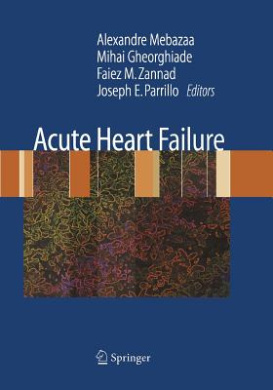 Alexandre Mebazaa
Mihai Gheorghiade
Faiez M. Zannad
Joseph E. Parrillo Editors
Acute Heart Failure
Springer